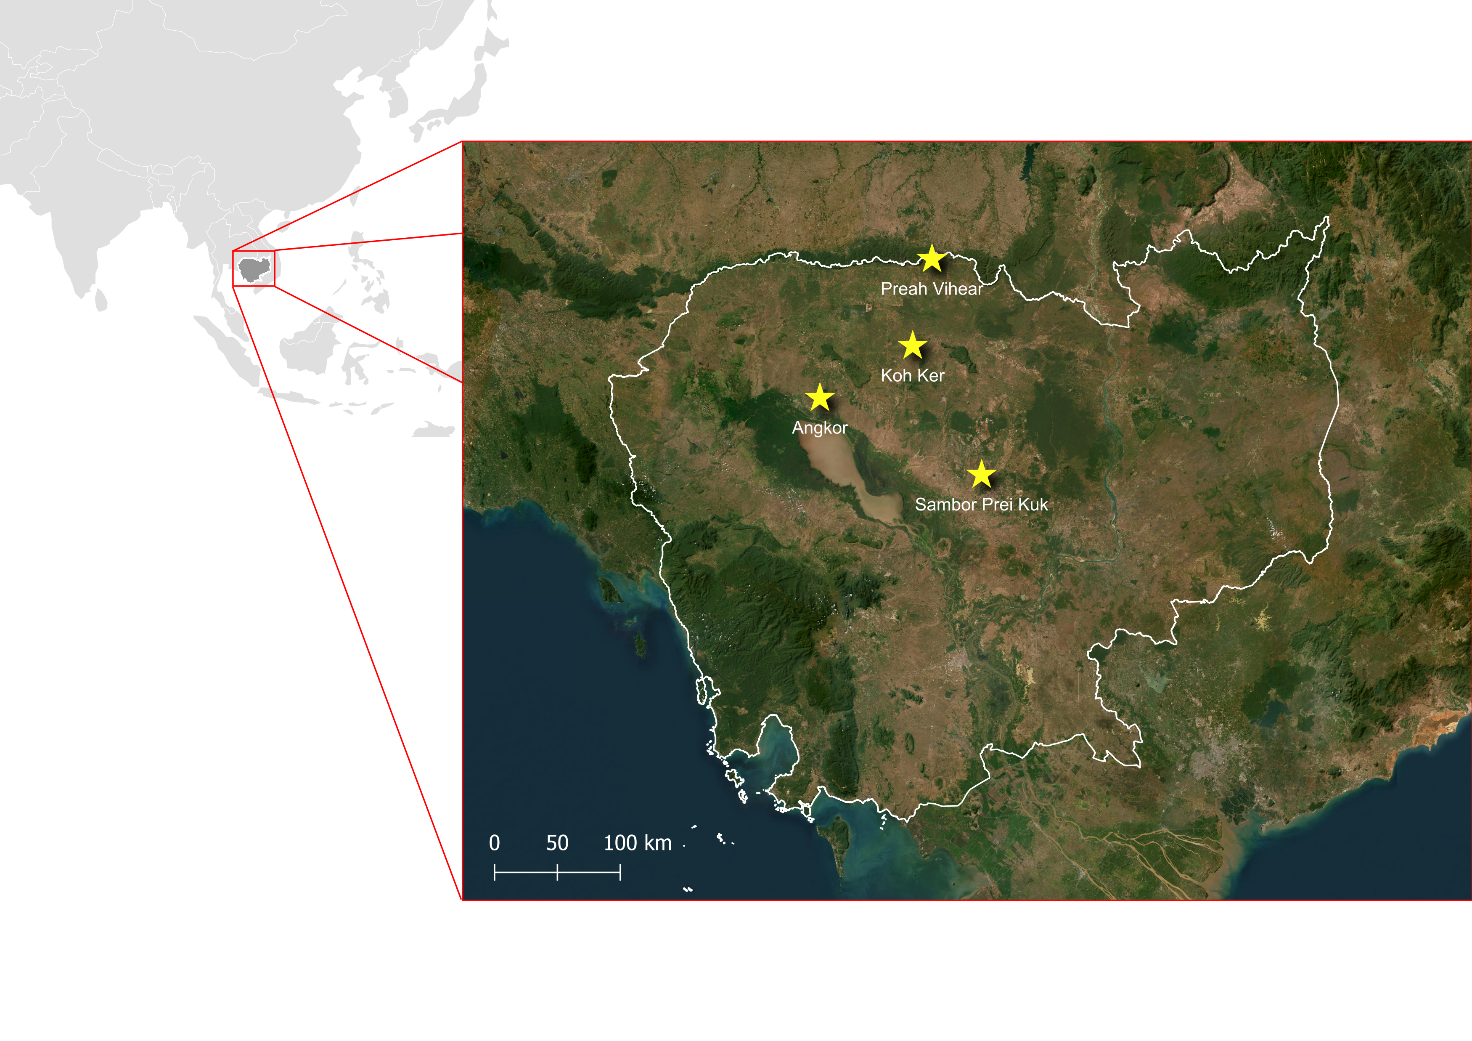 Preah Vihear
Koh Ker
Angkor
Sambor Prei Kuk
0 50 100 km